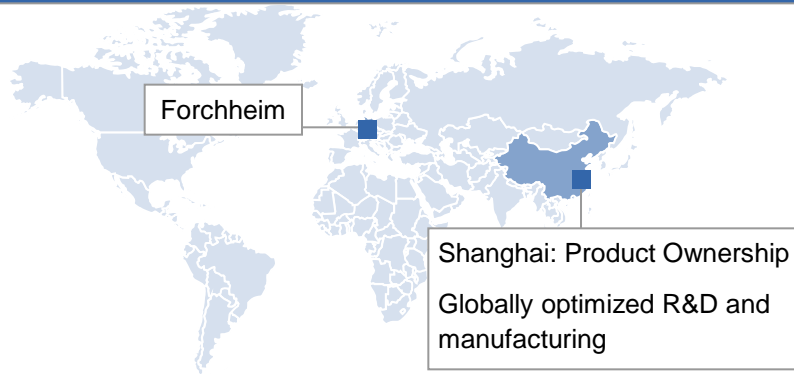 Forchheim
Shanghai: Product Ownership
Globally optimized R&D and
manufacturing